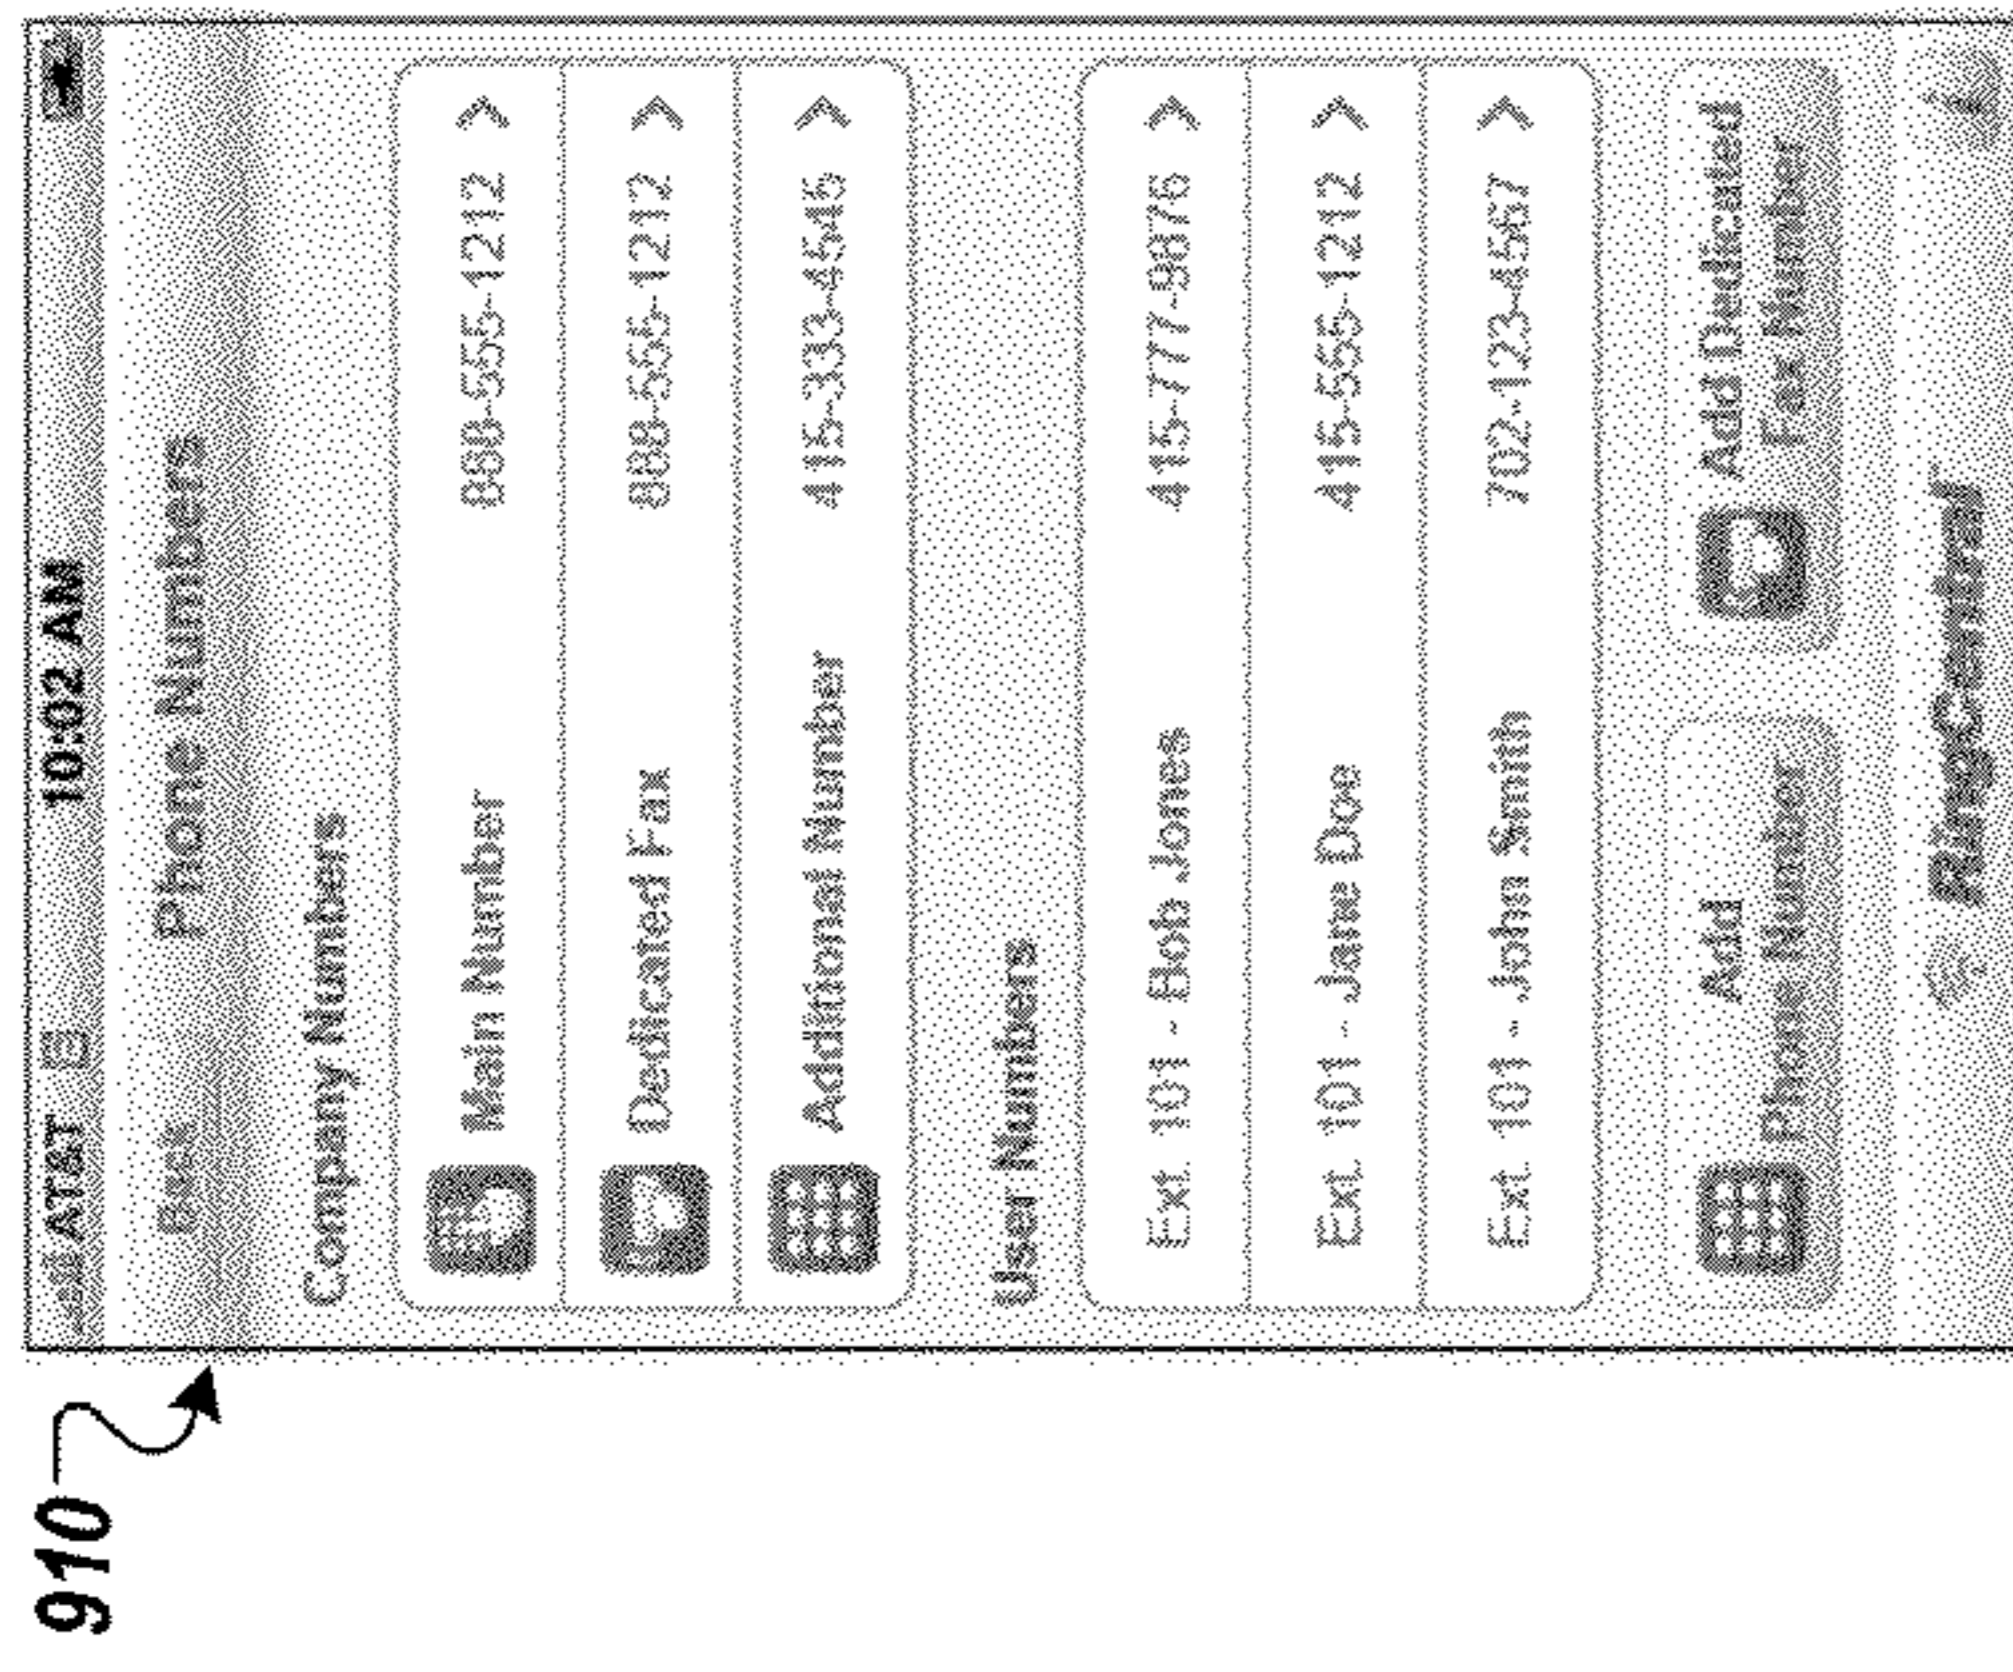 910
AT&T 10:02 AM
Back Phone Numbers
Company Numbers
Main Number 888-555-1212 >
Dedicated Fax 888-555-1212 >
Additional Number 415-333-4545 >
User Numbers
Ext. 101 - Bob Jones 415-777-9876 >
Ext. 101 - Jane Doe 415-555-1212 >
Ext. 101 - John Smith 702-123-4567 >
Add
Phone Number
Add Dedicated
Fax Number
RingCentral